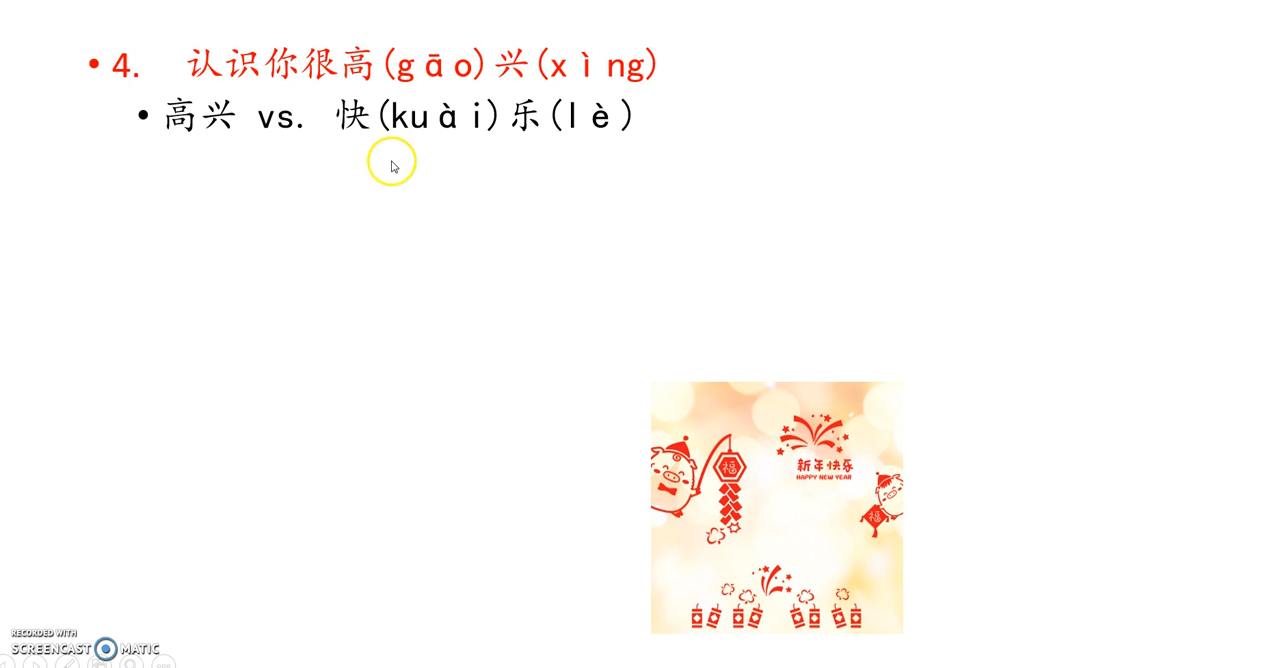 • 4. 认识你很高(gāo)兴(xìng)
• 高兴 vs. 快(kuài)乐(lè)
福
新年快乐
HAPPY NEW YEAR
福
RECORDED WITH
SCREENCAST MATIC